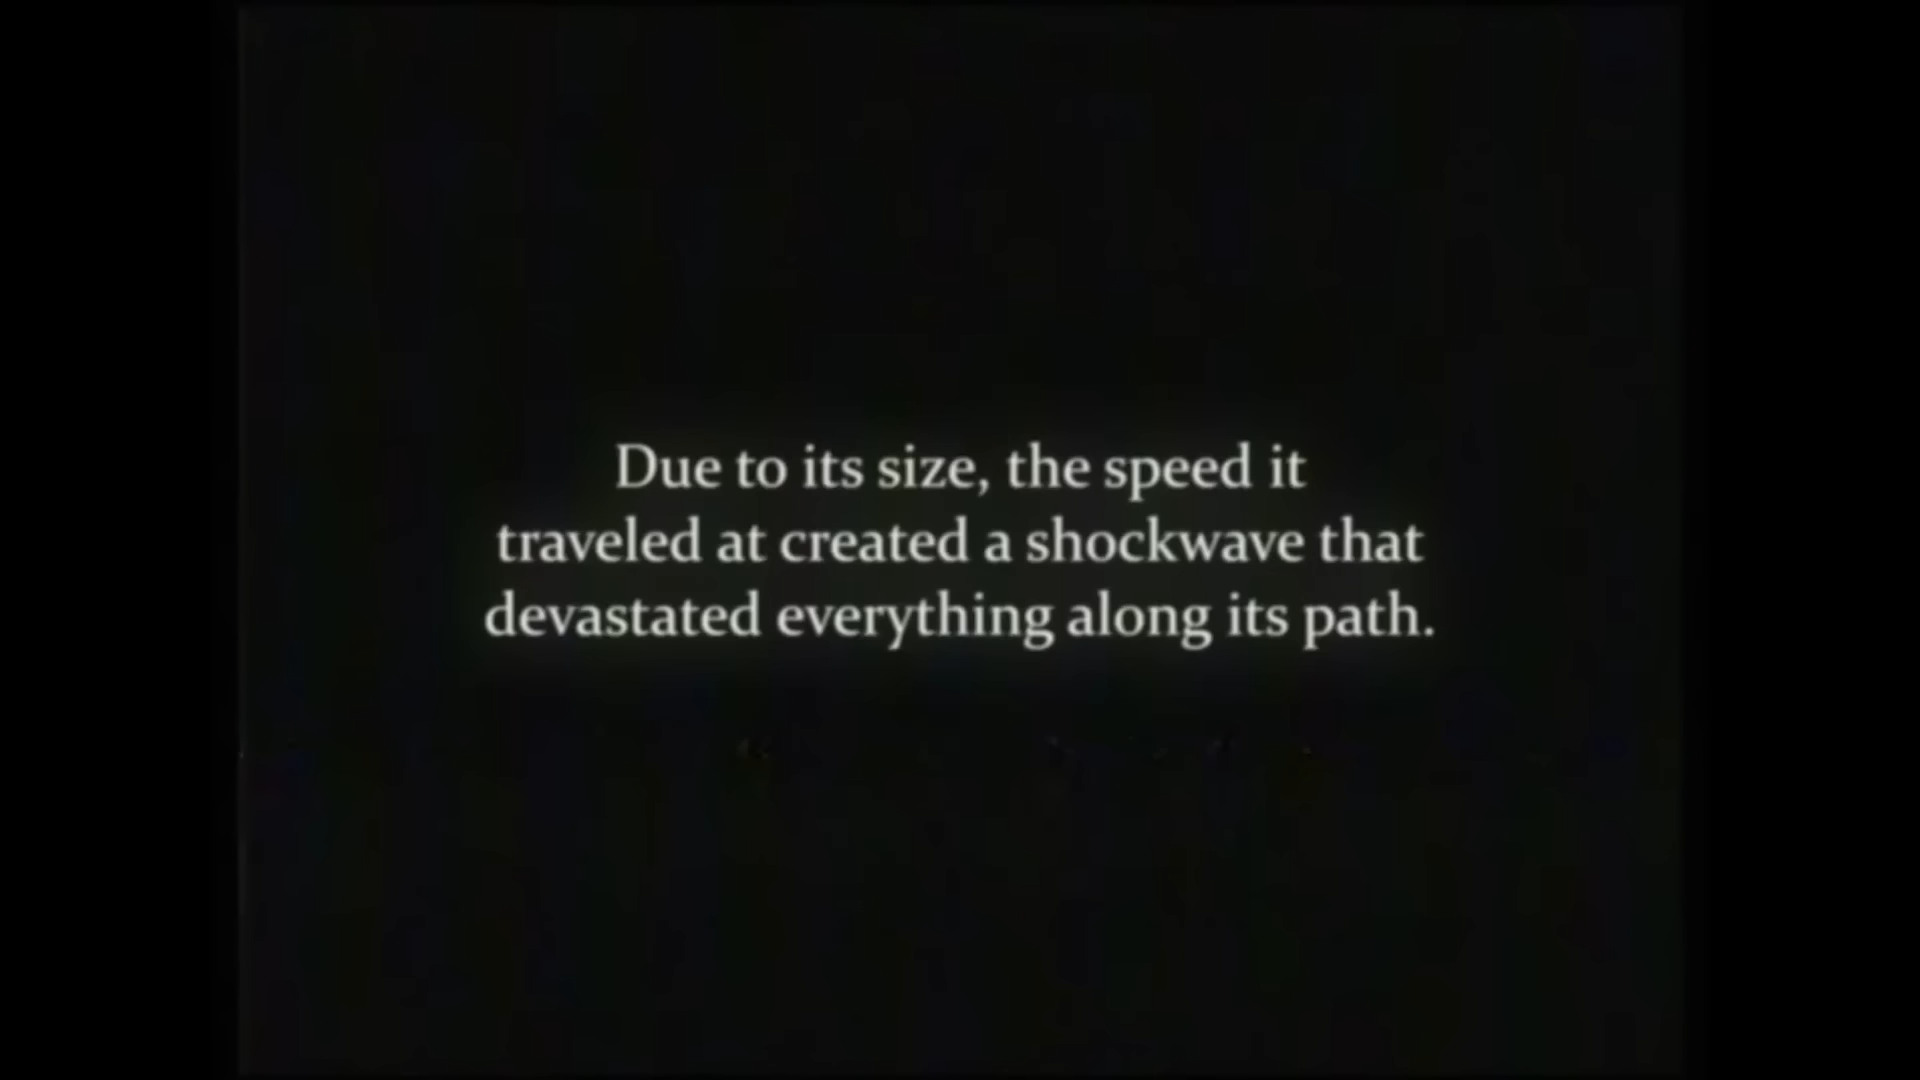 Due to its size, the speed it
traveled at created a shockwave that
devastated everything along its path.